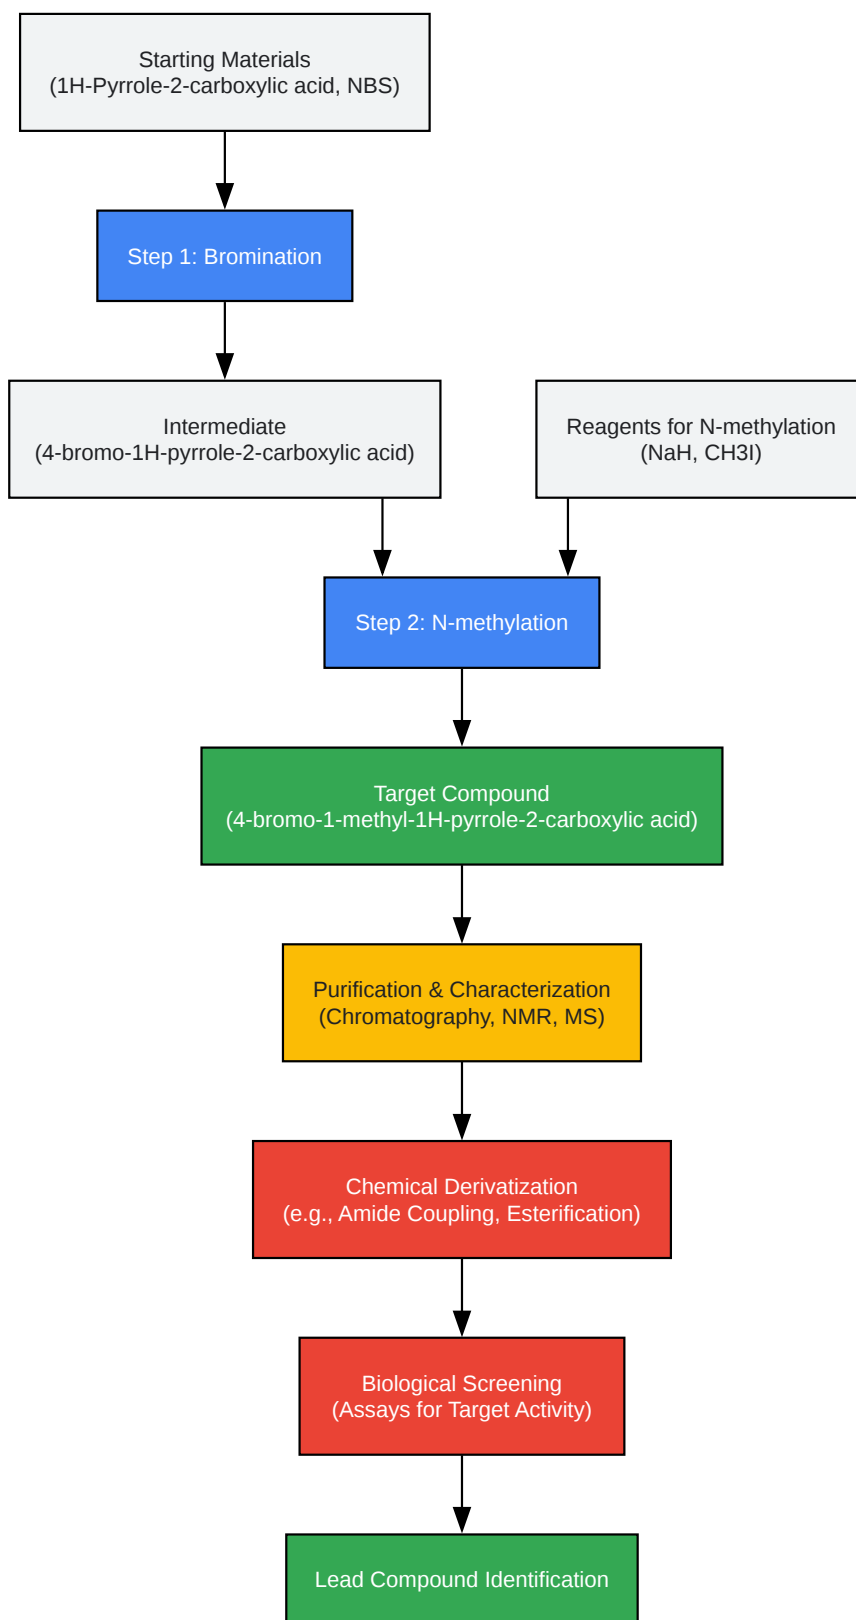 Starting Materials
(1H-Pyrrole-2-carboxylic acid, NBS)
Step 1: Bromination
Intermediate
(4-bromo-1H-pyrrole-2-carboxylic acid)
Reagents for N-methylation
(NaH, CH3I)
Step 2: N-methylation
Target Compound
(4-bromo-1-methyl-1H-pyrrole-2-carboxylic acid)
Purification & Characterization
(Chromatography, NMR, MS)
Chemical Derivatization
(e.g., Amide Coupling, Esterification)
Biological Screening
(Assays for Target Activity)
Lead Compound Identification